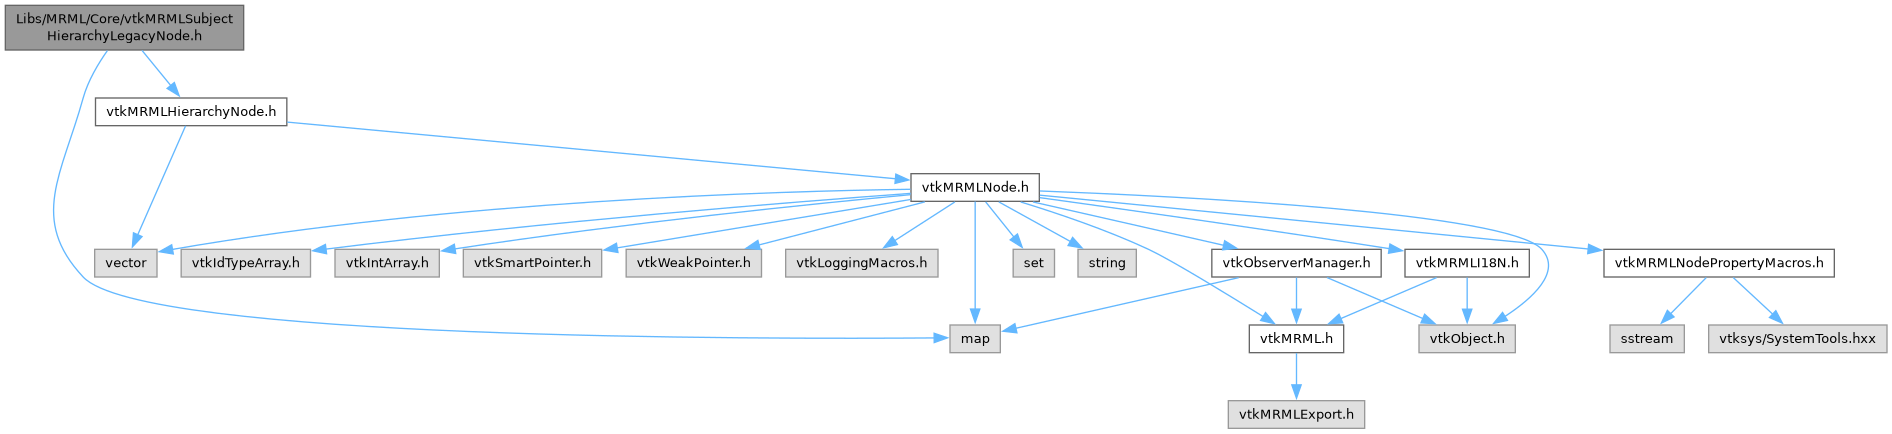 Libs/MRML/Core/vtkMRMLSubject
HierarchyLegacyNode.h
vtkMRMLHierarchyNode.h
vtkMRMLNode.h
vector
vtkIdTypeArray.h
vtkIntArray.h
vtkSmartPointer.h
vtkWeakPointer.h
vtkLoggingMacros.h
set
string
vtkObserverManager.h
vtkMRMLI18N.h
vtkMRMLNodePropertyMacros.h
map
vtkMRML.h
vtkObject.h
sstream
vtksys/SystemTools.hxx
vtkMRMLExport.h